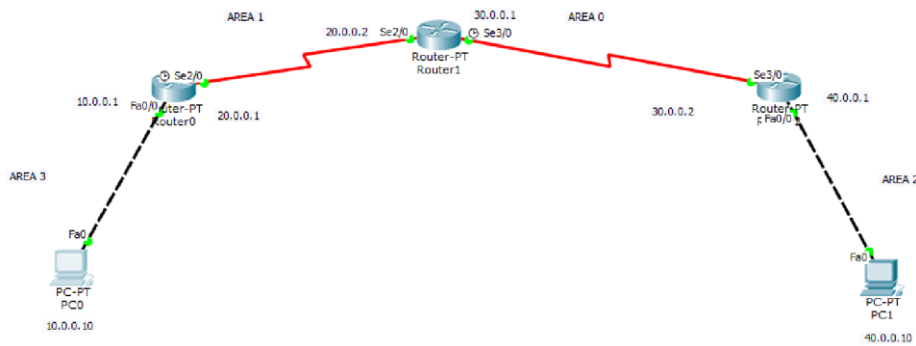 AREA 1
30.0.0.1
AREA 0
20.0.0.2
Se2/0
Se3/0
Router-PT
Router1
Se2/0
Se3/0
10.0.0.1
Fa0/0
uter-PT
Router0
20.0.0.1
40.0.0.1
30.0.0.2
Fa0/0
AREA 3
AREA 2
Fa0
Fa0
PC-PT
PC0
PC-PT
PC1
10.0.0.10
40.0.0.10